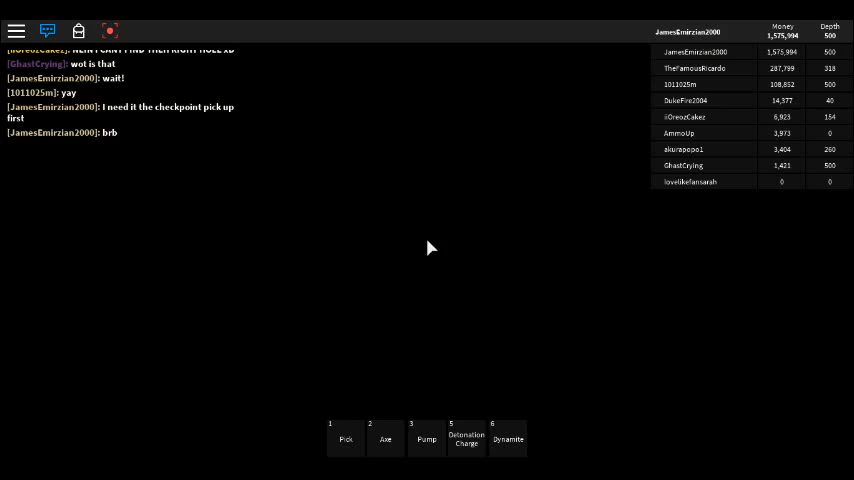 JamesEmirzian2000 Money Depth
1,575,994 500
[GhastCrying]: wot is that
[JamesEmirzian2000]: wait!
[1011025m]: yay
[JamesEmirzian2000]: I need it the checkpoint pick up
first
[JamesEmirzian2000]: brb
JamesEmirzian2000 1,575,994 500
TheFamousRicardo 287,799 318
1011025m 108,852 500
DukeFire2004 14,377 40
iiOreozCakez 6,923 154
AmmoUp 3,973 0
akurapopo1 3,404 260
GhastCrying 1,421 500
lovelikefansarah 0 0
1 2 3 5 6
Pick Axe Pump Detonation Charge Dynamite